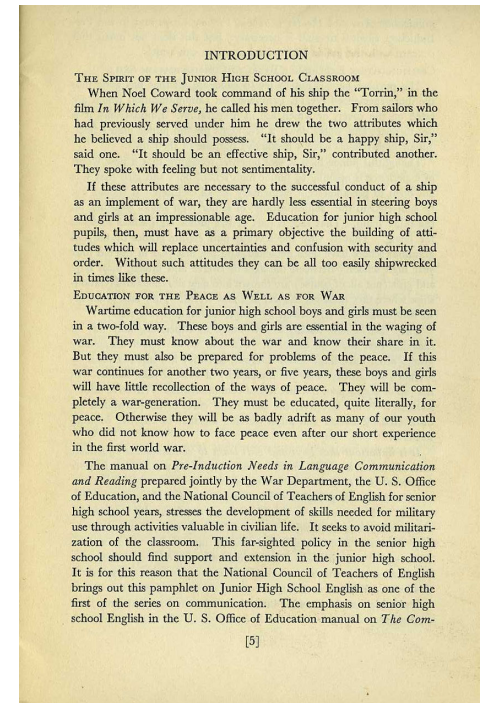 INTRODUCTION
The Spirit of the Junior High School Classroom
When Noel Coward took command of his ship the “Torrin,” in the
film In Which We Serve, he called his men together. From sailors who
had previously served under him he drew the two attributes which
he believed a ship should possess. “It should be a happy ship, Sir,”
said one. “It should be an effective ship, Sir,” contributed another.
They spoke with feeling but not sentimentality.
If these attributes are necessary to the successful conduct of a ship
as an implement of war, they are hardly less essential in steering boys
and girls at an impressionable age. Education for junior high school
pupils, then, must have as a primary objective the building of atti-
tudes which will replace uncertainties and confusion with security and
order. Without such attitudes they can be all too easily shipwrecked
in times like these.
Education for the Peace as Well as for War
Wartime education for junior high school boys and girls must be seen
in a two-fold way. These boys and girls are essential in the waging of
war. They must know about the war and know their share in it.
But they must also be prepared for problems of the peace. If this
war continues for another two years, or five years, these boys and girls
will have little recollection of the ways of peace. They will be com-
pletely a war-generation. They must be educated, quite literally, for
peace. Otherwise they will be as badly adrift as many of our youth
who did not know how to face peace even after our short experience
in the first world war.
The manual on Pre-Induction Needs in Language Communication
and Reading prepared jointly by the War Department, the U. S. Office
of Education, and the National Council of Teachers of English for senior
high school years, stresses the development of skills needed for military
use through activities valuable in civilian life. It seeks to avoid militari-
zation of the classroom. This far-sighted policy in the senior high
school should find support and extension in the junior high school.
It is for this reason that the National Council of Teachers of English
brings out this pamphlet on Junior High School English as one of the
first of the series on communication. The emphasis on senior high
school English in the U. S. Office of Education manual on The Com-
[5]